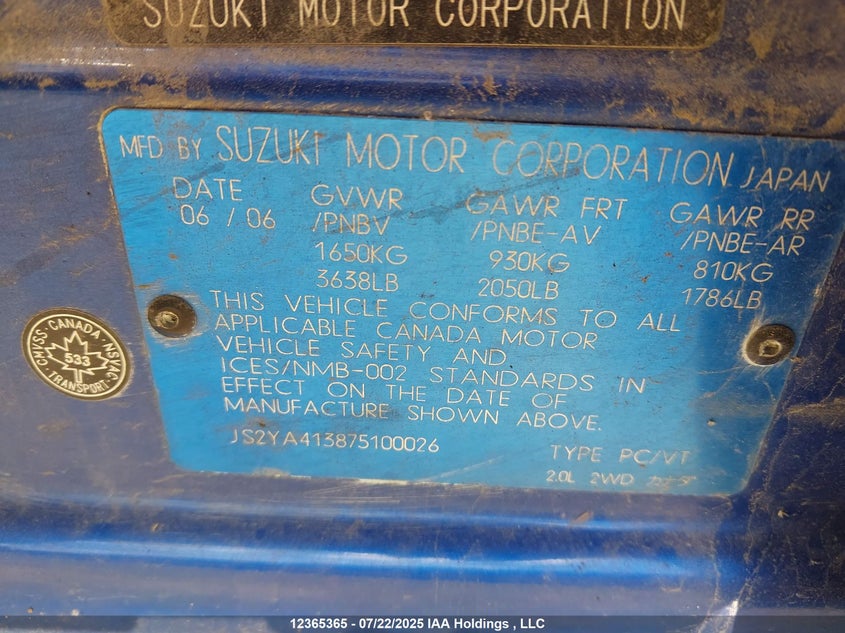 SUZUKI MOTOR CORPORATION
MFD BY SUZUKI MOTOR CORPORATION JAPAN
DATE GVWR GAWR FRT GAWR RR
06 / 06 /PNBV /PNBE-AV /PNBE-AR
1650KG 930KG 810KG
3638LB 2050LB 1786LB
THIS VEHICLE CONFORMS TO ALL
APPLICABLE CANADA MOTOR
VEHICLE SAFETY AND
ICES/NMB-002 STANDARDS IN
EFFECT ON THE DATE OF
MANUFACTURE SHOWN ABOVE.
JS2YA413875100026
TYPE PC/VT
2.0L 2WD カナダ
CMVSS · CANADA · NSVAC
533
TRANSPORT
12365365 - 07/22/2025 IAA Holdings , LLC